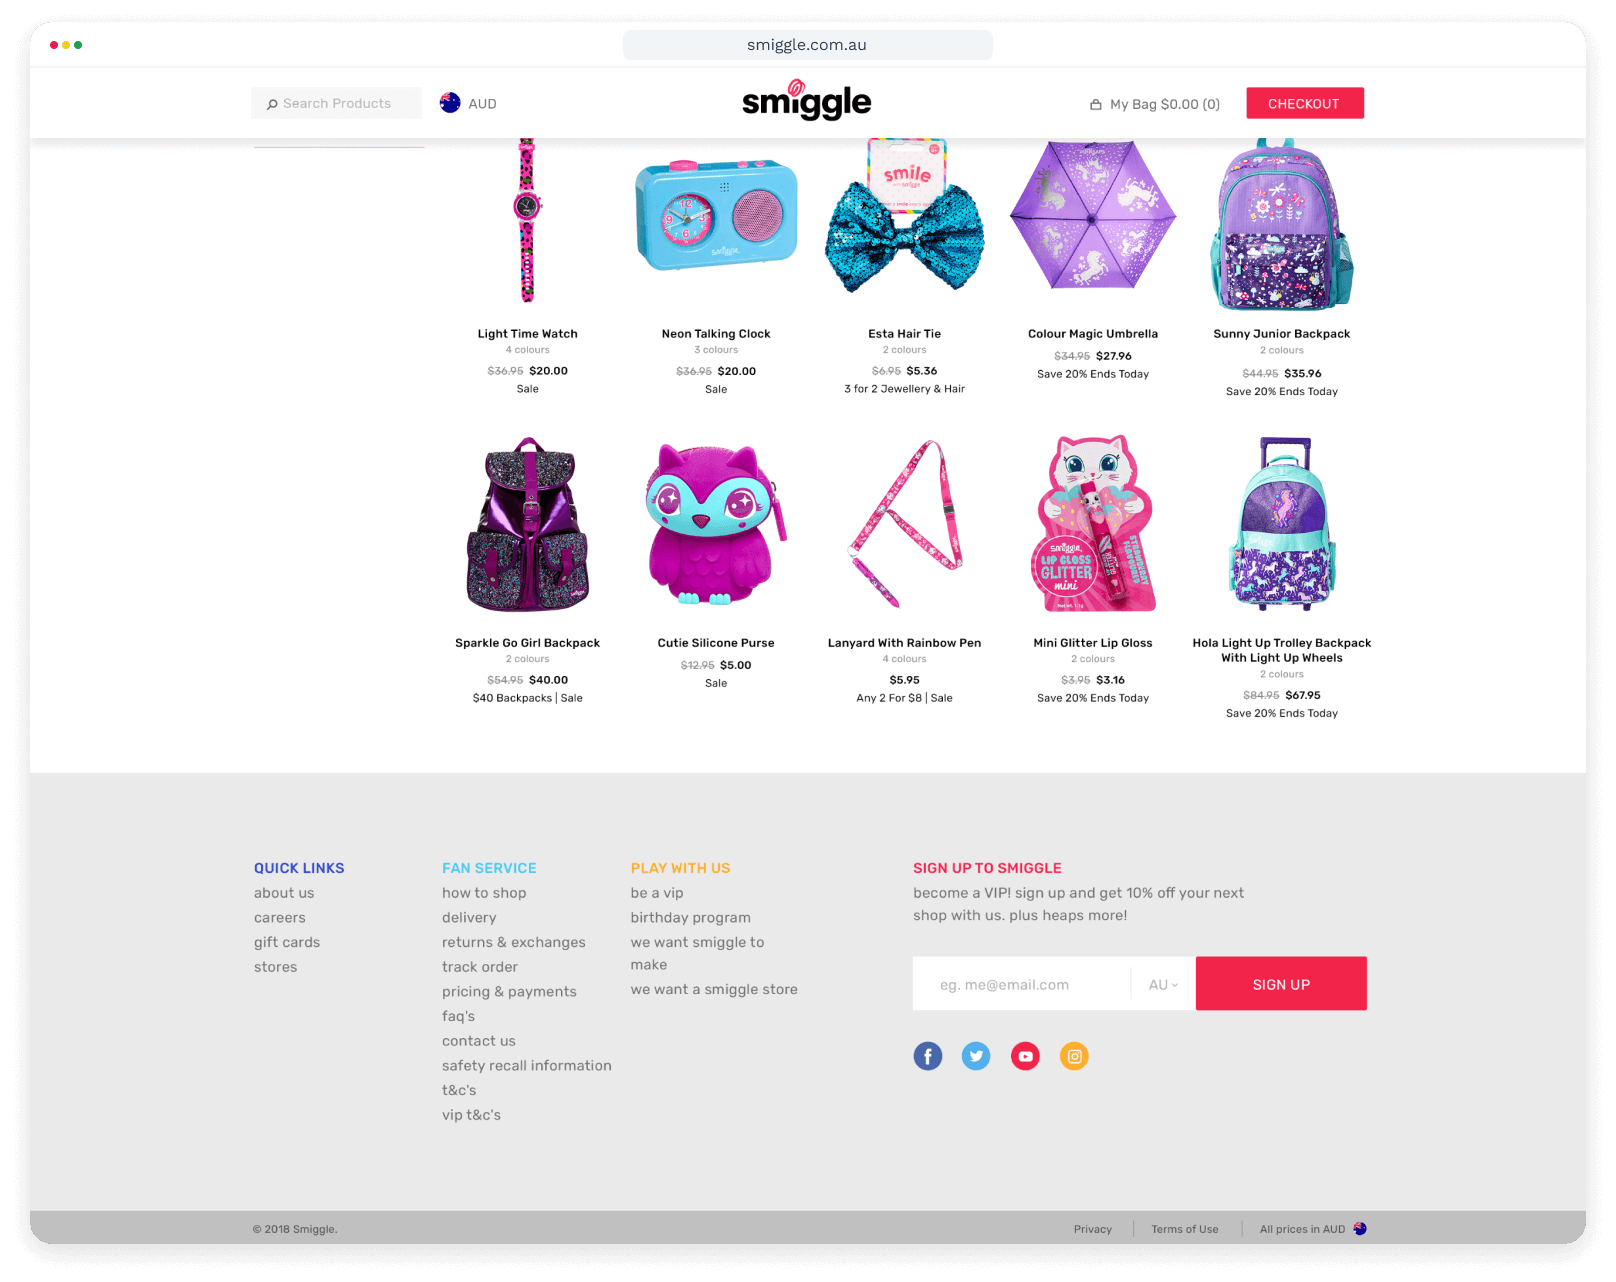 smiggle.com.au
Search Products
AUD
smiggle
My Bag $0.00 (0)
CHECKOUT
smile
smiggle
Light Time Watch
4 colours
$36.95 $20.00
Sale
Neon Talking Clock
3 colours
$36.95 $20.00
Sale
Esta Hair Tie
2 colours
$6.95 $5.36
3 for 2 Jewellery & Hair
Colour Magic Umbrella
$34.95 $27.96
Save 20% Ends Today
Sunny Junior Backpack
2 colours
$44.95 $35.96
Save 20% Ends Today
smiggle
LIP GLOSS
GLITTER
mini
STRAWBERRY
FLAVOURED
Sparkle Go Girl Backpack
2 colours
$54.95 $40.00
$40 Backpacks | Sale
Cutie Silicone Purse
$12.95 $5.00
Sale
Lanyard With Rainbow Pen
4 colours
$5.95
Any 2 For $8 | Sale
Mini Glitter Lip Gloss
2 colours
$3.95 $3.16
Save 20% Ends Today
Hola Light Up Trolley Backpack
With Light Up Wheels
2 colours
$84.95 $67.95
Save 20% Ends Today
QUICK LINKS
about us
careers
gift cards
stores
FAN SERVICE
how to shop
delivery
returns & exchanges
track order
pricing & payments
faq's
contact us
safety recall information
t&c's
vip t&c's
PLAY WITH US
be a vip
birthday program
we want smiggle to
make
we want a smiggle store
SIGN UP TO SMIGGLE
become a VIP! sign up and get 10% off your next
shop with us. plus heaps more!
eg. me@email.com
AU
SIGN UP
© 2018 Smiggle.
Privacy
Terms of Use
All prices in AUD